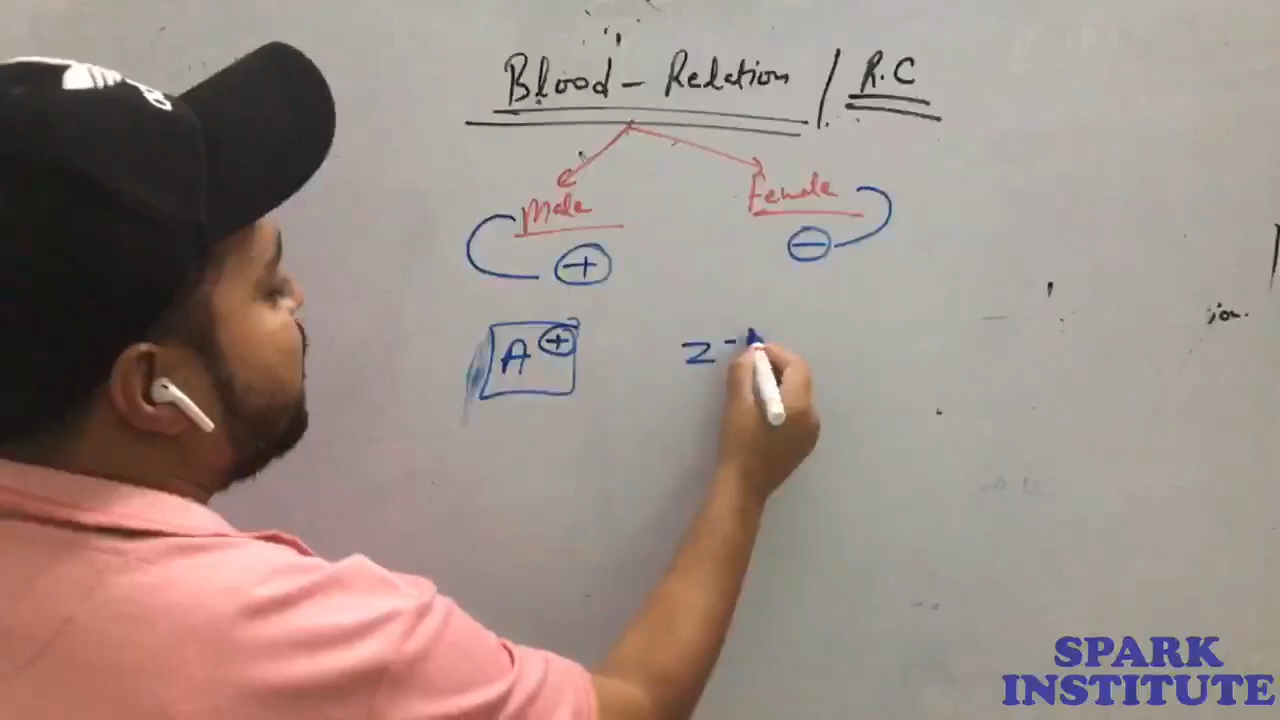 Blood - Relation / R.C
Male Female
+ -
A + Z -
SPARK
INSTITUTE